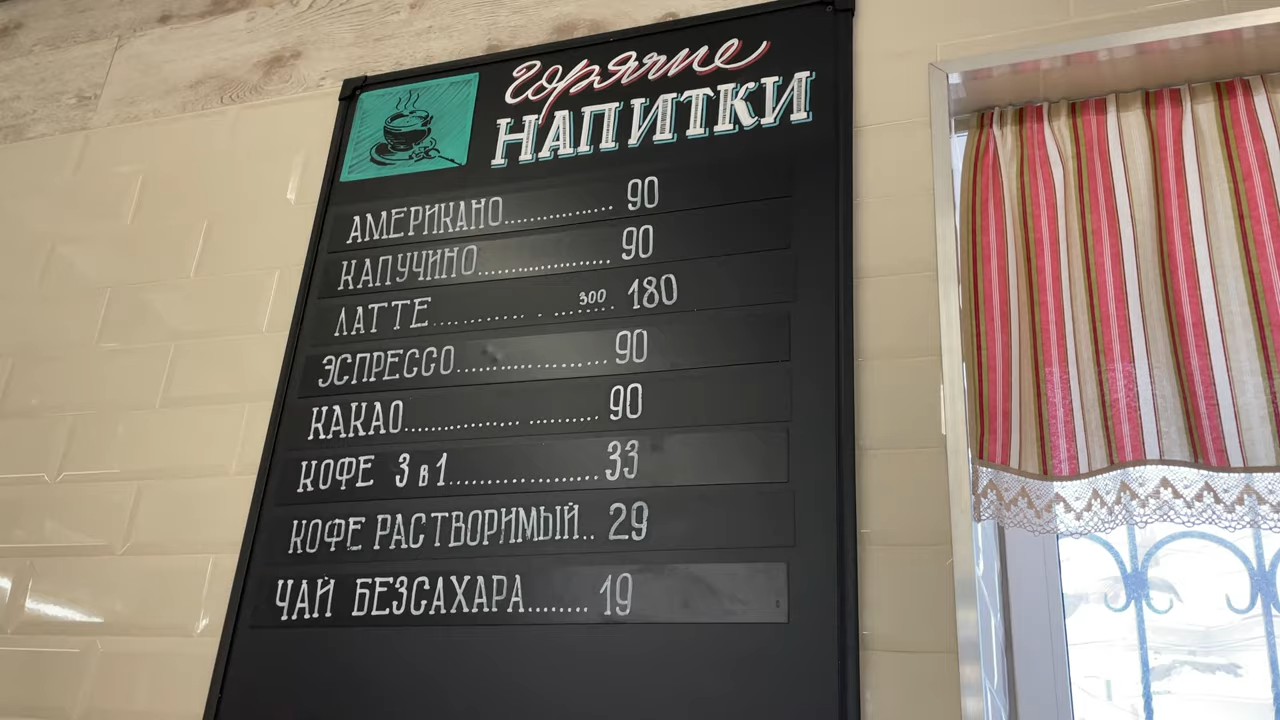 Горячие
НАПИТКИ
АМЕРИКАНО................ 90
КАПУЧИНО.................... 90
ЛАТТЕ.............. . ...300.. 180
ЭСПРЕССО.....................90
КАКАО........................... 90
КОФЕ 3 в 1.....................33
КОФЕ РАСТВОРИМЫЙ.. 29
ЧАЙ БЕЗСАХАРА........ 19